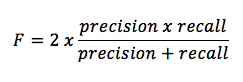 F = 2 x precision x recall / precision + recall